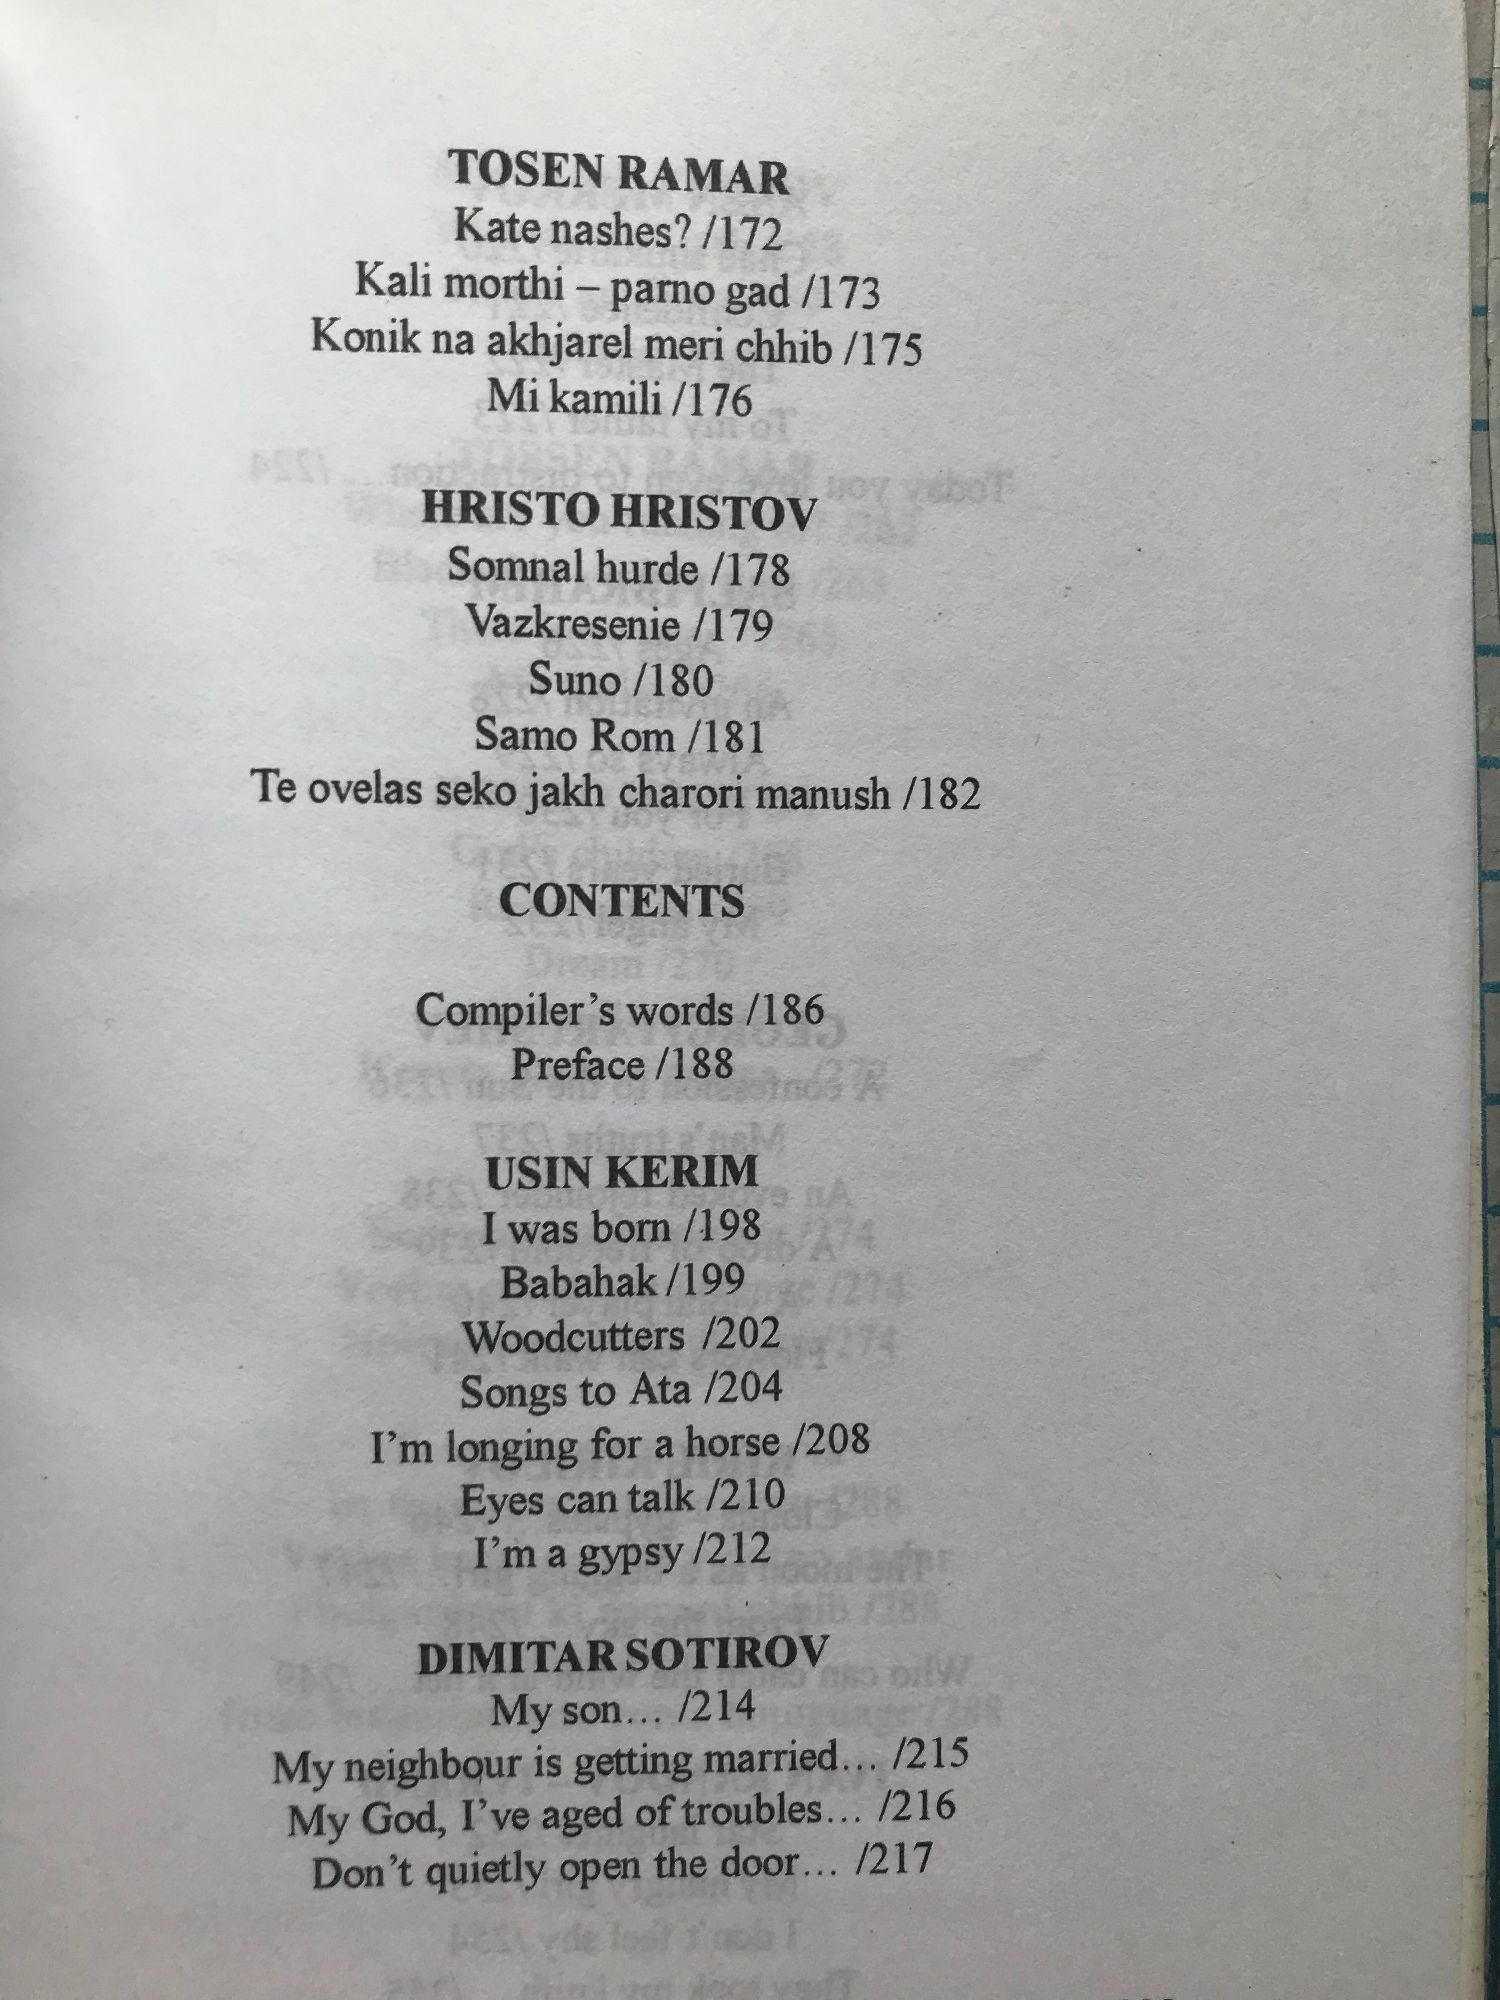 TOSEN RAMAR
Kate nashes? /172
Kali morthi – parno gad /173
Konik na akhjarel meri chhib /175
Mi kamili /176
HRISTO HRISTOV
Somnal hurde /178
Vazkresenie /179
Suno /180
Samo Rom /181
Te ovelas seko jakh charori manush /182
CONTENTS
Compiler’s words /186
Preface /188
USIN KERIM
I was born /198
Babahak /199
Woodcutters /202
Songs to Ata /204
I’m longing for a horse /208
Eyes can talk /210
I’m a gypsy /212
DIMITAR SOTIROV
My son… /214
My neighbour is getting married… /215
My God, I’ve aged of troubles… /216
Don’t quietly open the door… /217